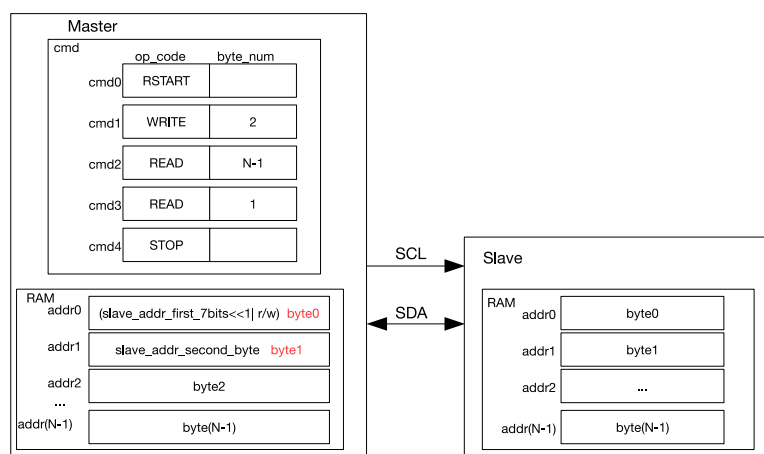 Master
cmd
op_code byte_num
cmd0 RSTART
cmd1 WRITE 2
cmd2 READ N-1
cmd3 READ 1
cmd4 STOP
RAM
addr0 (slave_addr_first_7bits<<1| r/w) byte0
addr1 slave_addr_second_byte byte1
addr2 byte2
...
addr(N-1) byte(N-1)
SCL
SDA
Slave
RAM
addr0 byte0
addr1 byte1
addr2 ...
addr(N-1) byte(N-1)